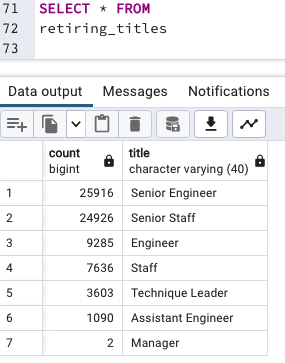 71 SELECT * FROM
72 retiring_titles
73
Data output Messages Notifications
count
bigint
title
character varying (40)
1 25916 Senior Engineer
2 24926 Senior Staff
3 9285 Engineer
4 7636 Staff
5 3603 Technique Leader
6 1090 Assistant Engineer
7 2 Manager